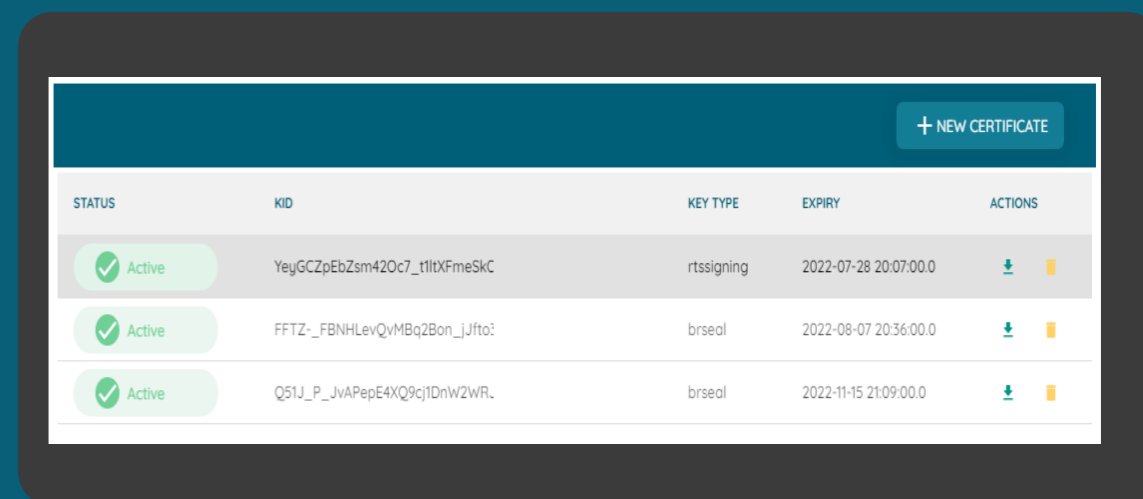 + NEW CERTIFICATE
STATUS KID KEY TYPE EXPIRY ACTIONS
Active YeyGCZpEbZsm42Oc7_t1ltXFmeSkC rtssigning 2022-07-28 20:07:00.0
Active FFTZ-_FBNHLevQvMBq2Bon_jJfto3 brseal 2022-08-07 20:36:00.0
Active Q51J_P_JvAPepE4XQ9cj1DnW2WR brseal 2022-11-15 21:09:00.0